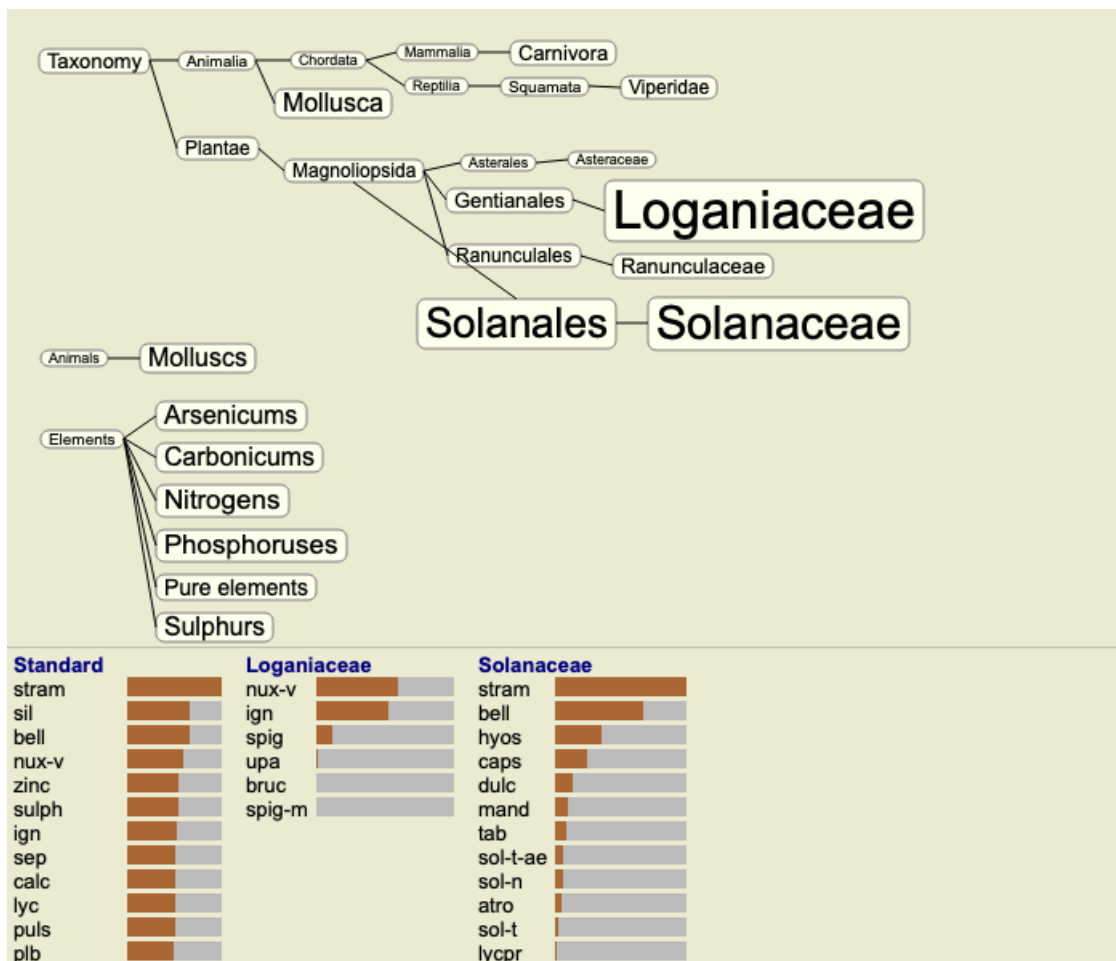 Taxonomy
Animalia
Chordata
Mammalia
Carnivora
Reptilia
Squamata
Viperidae
Mollusca
Plantae
Magnoliopsida
Asterales
Asteraceae
Gentianales
Loganiaceae
Ranunculales
Ranunculaceae
Solanales
Solanaceae
Animals
Molluscs
Elements
Arsenicums
Carbonicums
Nitrogens
Phosphoruses
Pure elements
Sulphurs
Standard
stram
sil
bell
nux-v
zinc
sulph
ign
sep
calc
lyc
puls
plb
Loganiaceae
nux-v
ign
spig
upa
bruc
spig-m
Solanaceae
stram
bell
hyos
caps
dulc
mand
tab
sol-t-ae
sol-n
atro
sol-t
lycpr